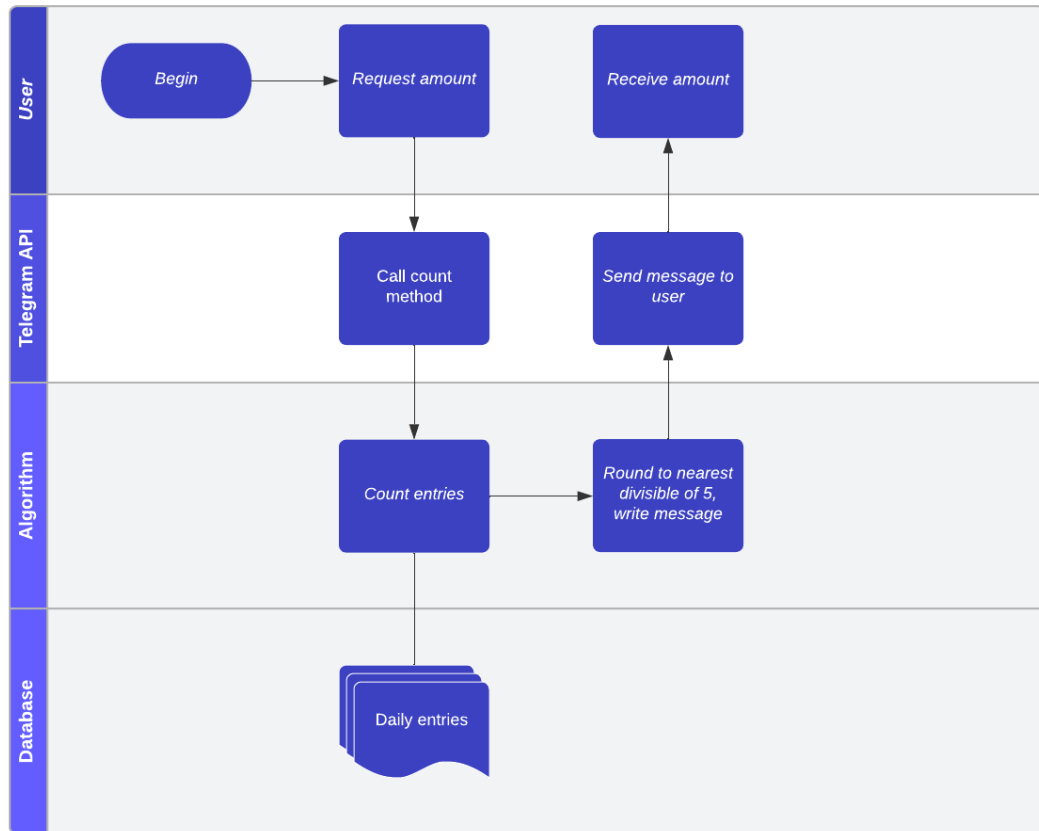 User
Begin
Request amount
Receive amount
Telegram API
Call count
method
Send message to
user
Algorithm
Count entries
Round to nearest
divisible of 5,
write message
Database
Daily entries